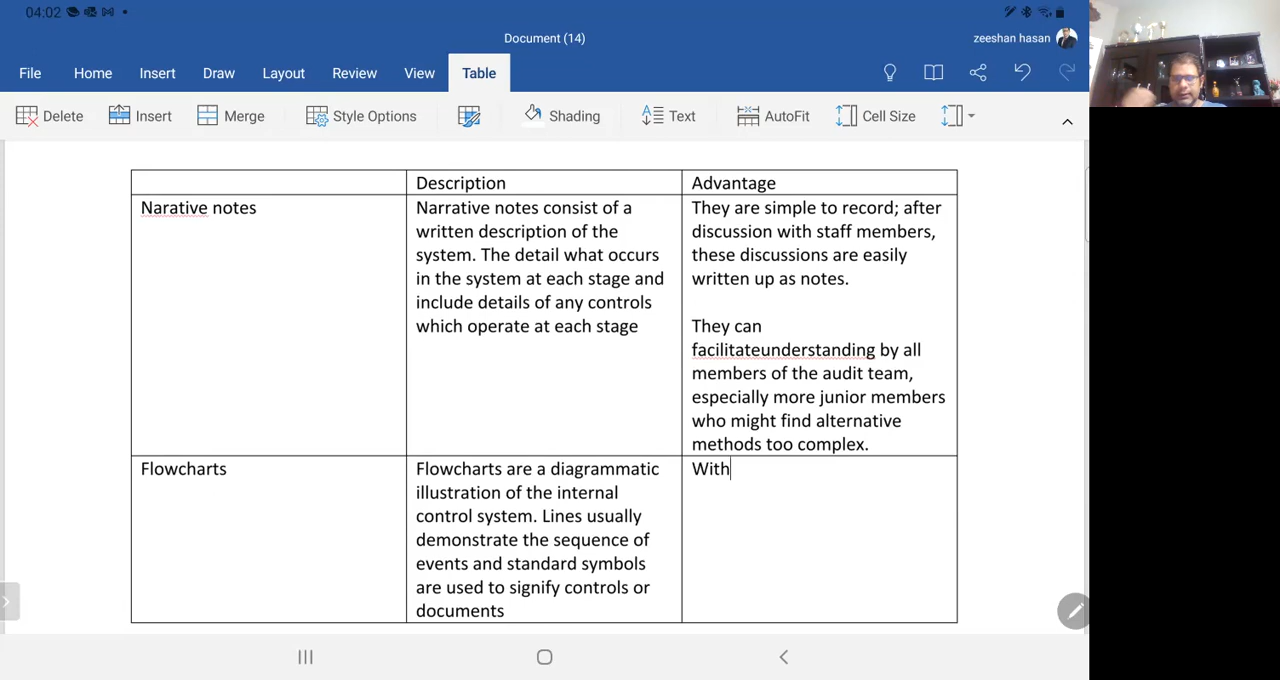 04:02
Document (14)
zeeshan hasan
File Home Insert Draw Layout Review View Table
Delete Insert Merge Style Options Shading Text AutoFit Cell Size
Description Advantage
Narative notes
Narrative notes consist of a
written description of the
system. The detail what occurs
in the system at each stage and
include details of any controls
which operate at each stage
They are simple to record; after
discussion with staff members,
these discussions are easily
written up as notes.
They can
facilitateunderstanding by all
members of the audit team,
especially more junior members
who might find alternative
methods too complex.
Flowcharts
Flowcharts are a diagrammatic
illustration of the internal
control system. Lines usually
demonstrate the sequence of
events and standard symbols
are used to signify controls or
documents
With